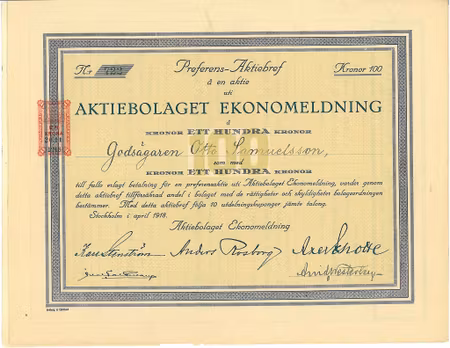 Nr
Preferens-Aktiebref
Kronor 100
å en aktie
uti
AKTIEBOLAGET EKONOMELDNING
å
KRONOR ETT HUNDRA KRONOR
Godsägaren Otto Samuelsson,
som med
KRONOR ETT HUNDRA KRONOR
till fullo erlagt betalning för en preferensaktie uti Aktiebolaget Ekonomeldning, varder genom
detta aktiebref tillförsäkrad andel i bolaget med de rättigheter och skyldigheter bolagsordningen
bestämmer. Med detta aktiebref följa 10 utdelningskuponger jämte talong.
Stockholm i april 1918.
Aktiebolaget Ekonomeldning
Anders Rosborg